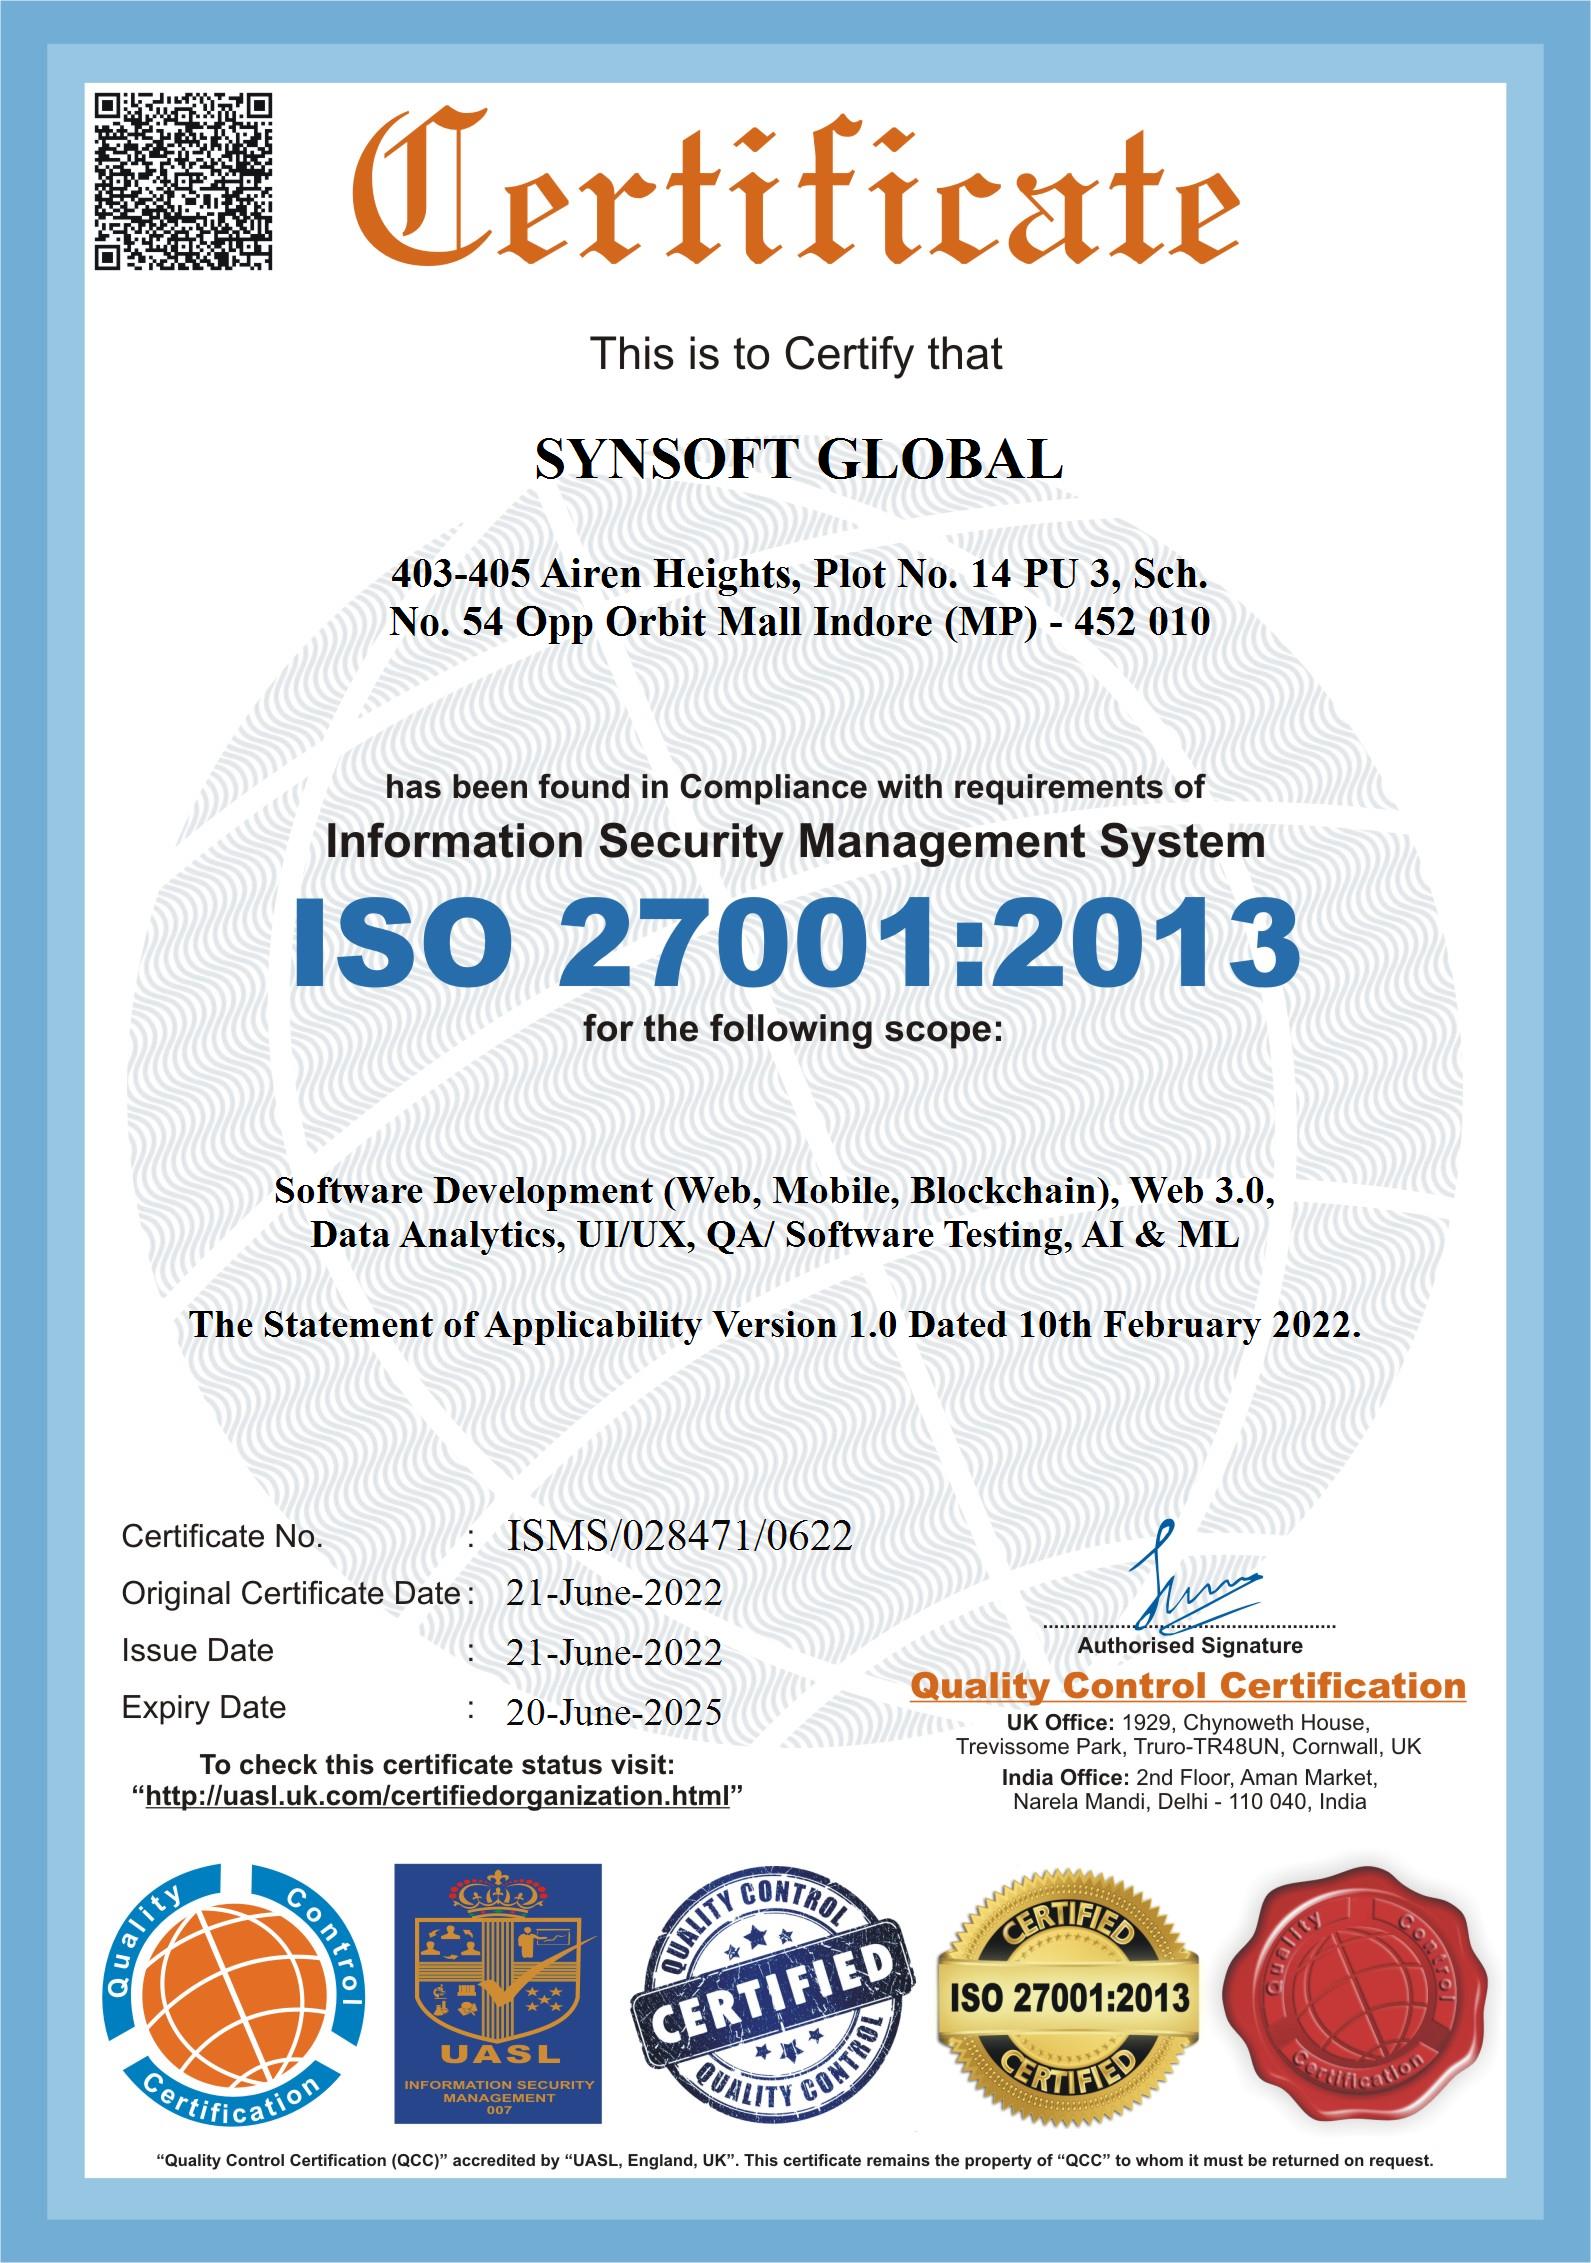 Certificate
This is to Certify that
SYNSOFT GLOBAL
403-405 Airen Heights, Plot No. 14 PU 3, Sch.
No. 54 Opp Orbit Mall Indore (MP) - 452 010
has been found in Compliance with requirements of
Information Security Management System
ISO 27001:2013
for the following scope:
Software Development (Web, Mobile, Blockchain), Web 3.0,
Data Analytics, UI/UX, QA/ Software Testing, AI & ML
The Statement of Applicability Version 1.0 Dated 10th February 2022.
Certificate No. : ISMS/028471/0622
Original Certificate Date : 21-June-2022
Issue Date : 21-June-2022
Expiry Date : 20-June-2025
To check this certificate status visit:
“http://uasl.uk.com/certifiedorganization.html”
Authorised Signature
Quality Control Certification
UK Office: 1929, Chynoweth House,
Trevissome Park, Truro-TR48UN, Cornwall, UK
India Office: 2nd Floor, Aman Market,
Narela Mandi, Delhi - 110 040, India
Quality Control Certification
UASL
INFORMATION SECURITY
MANAGEMENT
007
QUALITY CONTROL
CERTIFIED
QUALITY CONTROL
CERTIFIED
ISO 27001:2013
CERTIFIED
Quality Control Certification
“Quality Control Certification (QCC)” accredited by “UASL, England, UK”. This certificate remains the property of “QCC” to whom it must be returned on request.